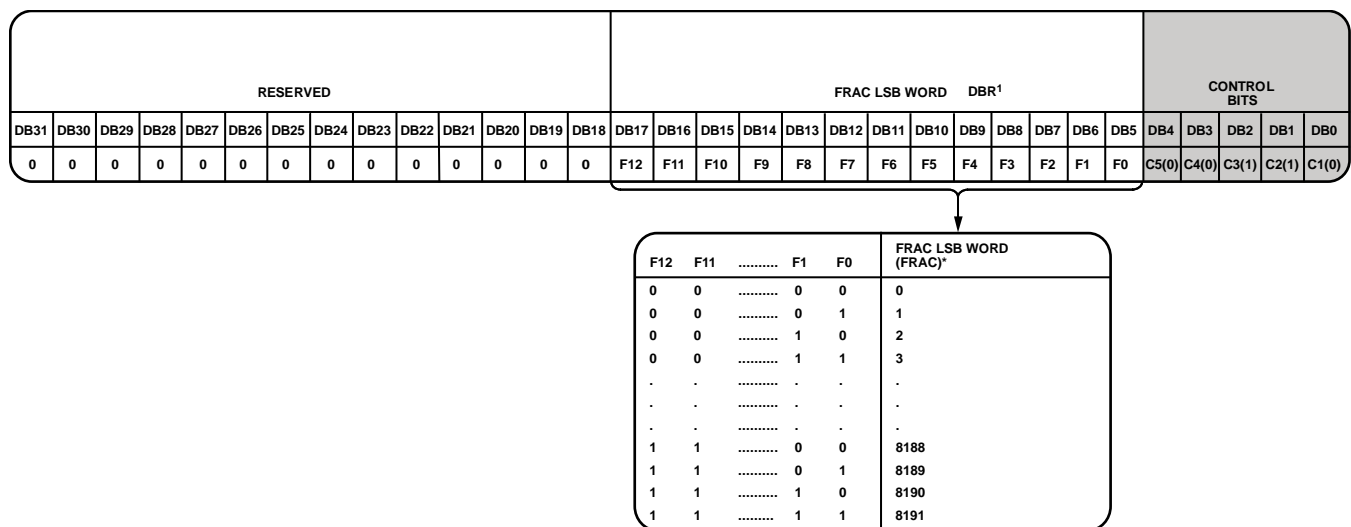 RESERVED
FRAC LSB WORD DBR1
CONTROL
BITS
DB31 DB30 DB29 DB28 DB27 DB26 DB25 DB24 DB23 DB22 DB21 DB20 DB19 DB18 DB17 DB16 DB15 DB14 DB13 DB12 DB11 DB10 DB9 DB8 DB7 DB6 DB5 DB4 DB3 DB2 DB1 DB0
0 0 0 0 0 0 0 0 0 0 0 0 0 0 F12 F11 F10 F9 F8 F7 F6 F5 F4 F3 F2 F1 F0 C5(0) C4(0) C3(1) C2(1) C1(0)
F12 F11 .......... F1 F0 FRAC LSB WORD
(FRAC)*
0 0 .......... 0 0 0
0 0 .......... 0 1 1
0 0 .......... 1 0 2
0 0 .......... 1 1 3
. . .......... . . .
. . .......... . . .
. . .......... . . .
1 1 .......... 0 0 8188
1 1 .......... 0 1 8189
1 1 .......... 1 0 8190
1 1 ......... 1 1 8191